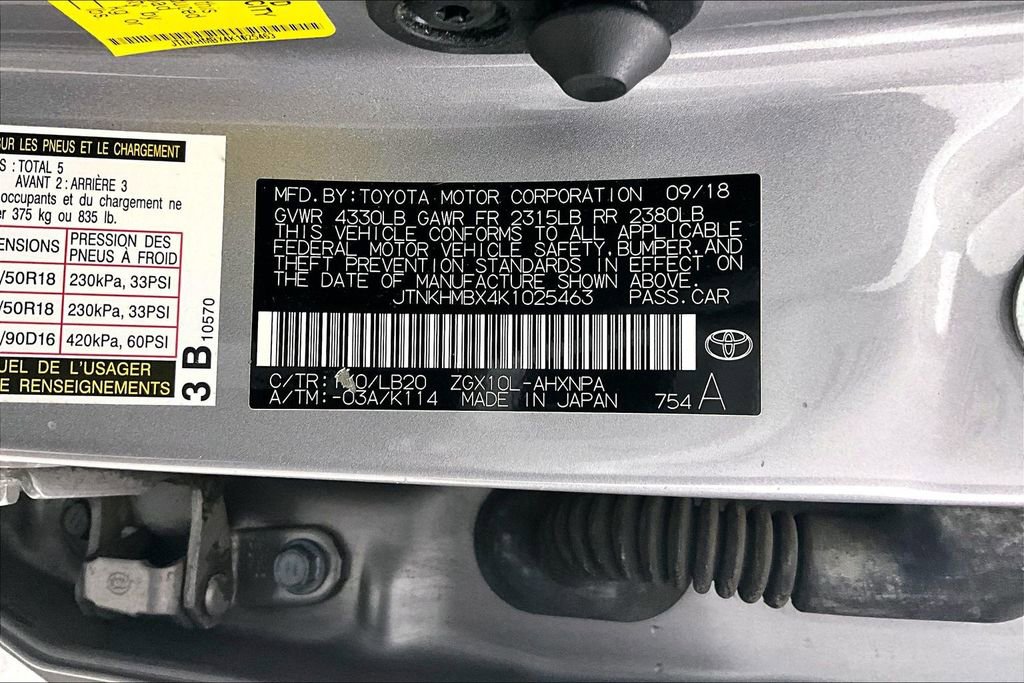 JTNKHMBX4K1025463
UR LES PNEUS ET LE CHARGEMENT
S : TOTAL 5
AVANT 2 : ARRIÈRE 3
occupants et du chargement ne
er 375 kg ou 835 lb.
ENSIONS PRESSION DES PNEUS À FROID
/50R18 230kPa, 33PSI
/50R18 230kPa, 33PSI
/90D16 420kPa, 60PSI
UEL DE L'USAGER
E RENSEIGNEMENTS
3 B 10570
MFD. BY: TOYOTA MOTOR CORPORATION 09/18
GVWR 4330LB GAWR FR 2315LB RR 2380LB
THIS VEHICLE CONFORMS TO ALL APPLICABLE
FEDERAL MOTOR VEHICLE SAFETY, BUMPER, AND
THEFT PREVENTION STANDARDS IN EFFECT ON
THE DATE OF MANUFACTURE SHOWN ABOVE.
JTNKHMBX4K1025463 PASS. CAR
C/TR: /LB20 ZGX10L-AHXNPA
A/TM: -03A/K114 MADE IN JAPAN 754 A